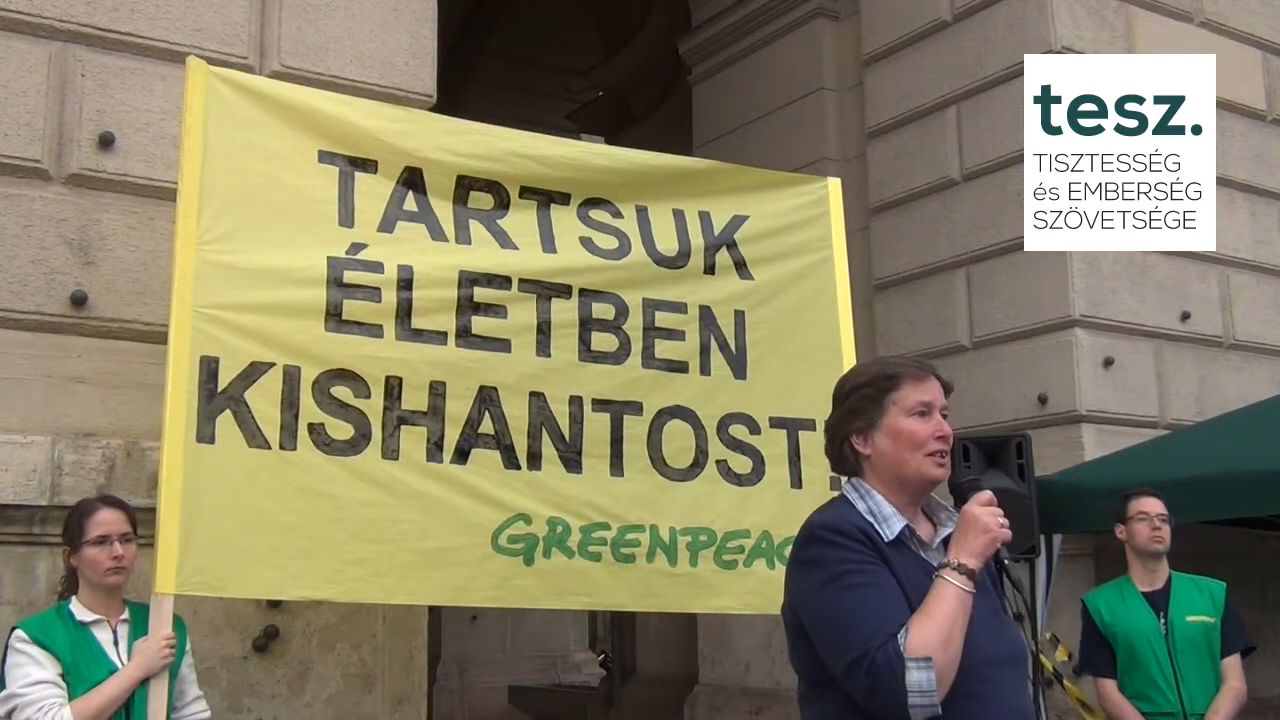 TARTSUK
ÉLETBEN
KISHANTOST!
GREENPEAC
tesz.
TISZTESSÉG
és EMBERSÉG
SZÖVETSÉGE